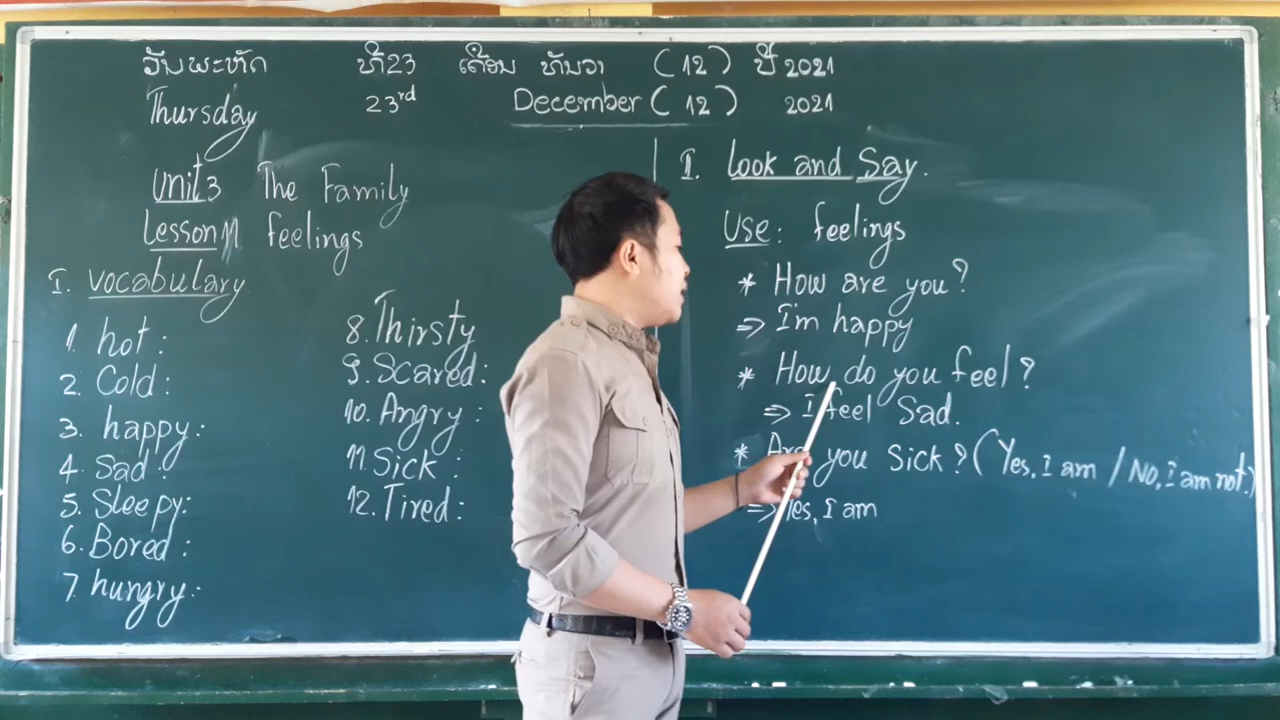 ວັນພະຫັດ ທີ23 ເດືອນ ທັນວາ (12) ປີ 2021
Thursday 23rd December (12) 2021
Unit3 The Family
Lesson 11 feelings
I. vocabulary
1. hot:
2. Cold:
3. happy:
4. Sad:
5. Sleepy:
6. Bored:
7. hungry:
8. Thirsty
9. Scared:
10. Angry:
11. Sick:
12. Tired:
II. Look and Say.
Use: feelings
* How are you?
⇒ I'm happy
* How do you feel?
⇒ I feel Sad.
* Are you Sick? (Yes, I am / No, I am not.)
⇒ Yes, I am